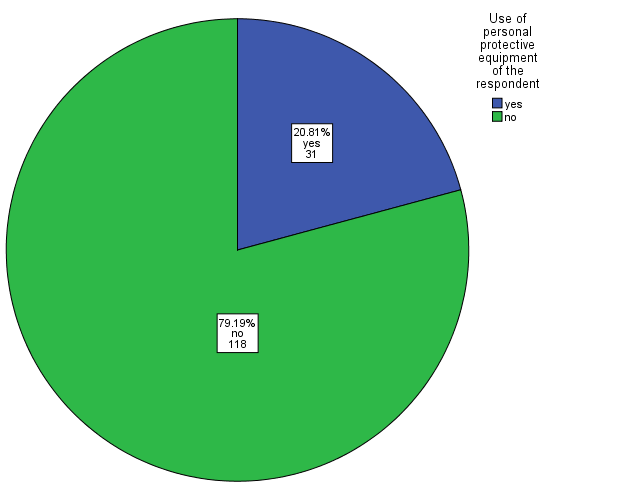 Use of
personal
protective
equipment
of the
respondent
yes
no
20.81%
yes
31
79.19%
no
118